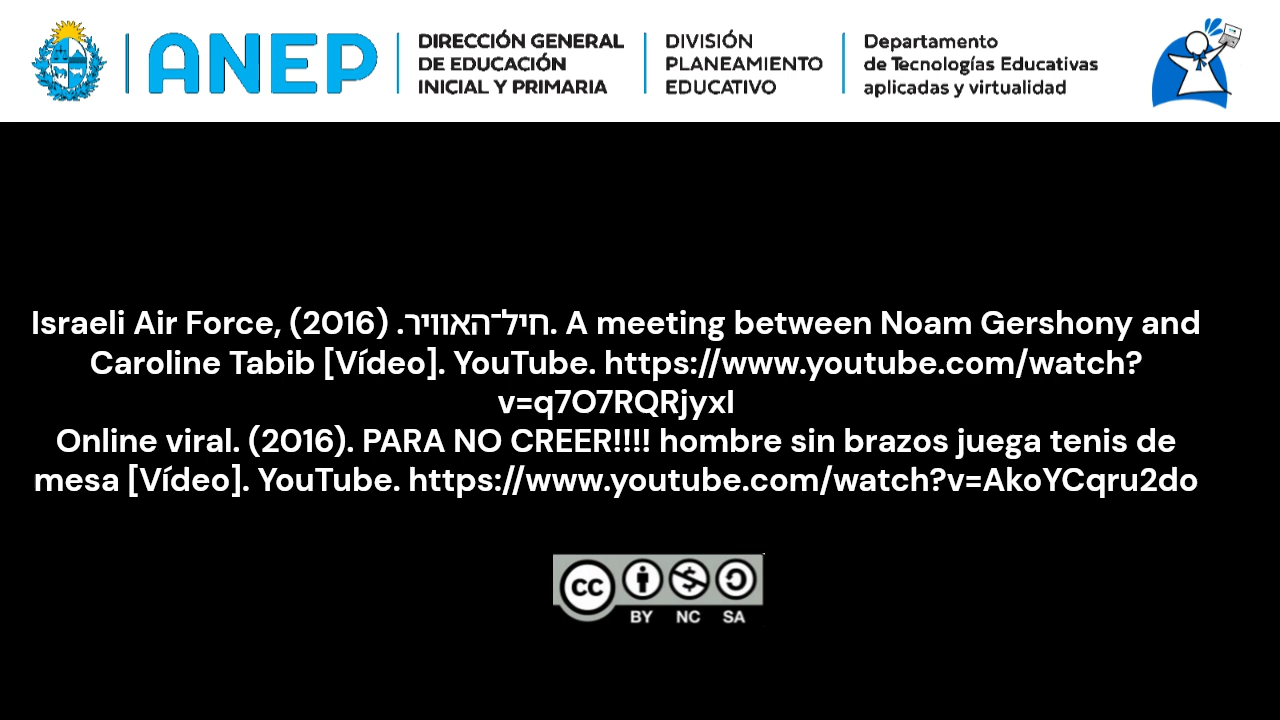 ANEP
DIRECCIÓN GENERAL
DE EDUCACIÓN
INICIAL Y PRIMARIA
DIVISIÓN
PLANEAMIENTO
EDUCATIVO
Departamento
de Tecnologías Educativas
aplicadas y virtualidad
Israeli Air Force, (2016) .חיל־האוויר. A meeting between Noam Gershony and
Caroline Tabib [Vídeo]. YouTube. https://www.youtube.com/watch?
v=q7O7RQRjyxI
Online viral. (2016). PARA NO CREER!!!! hombre sin brazos juega tenis de
mesa [Vídeo]. YouTube. https://www.youtube.com/watch?v=AkoYCqru2do
CC
BY NC SA